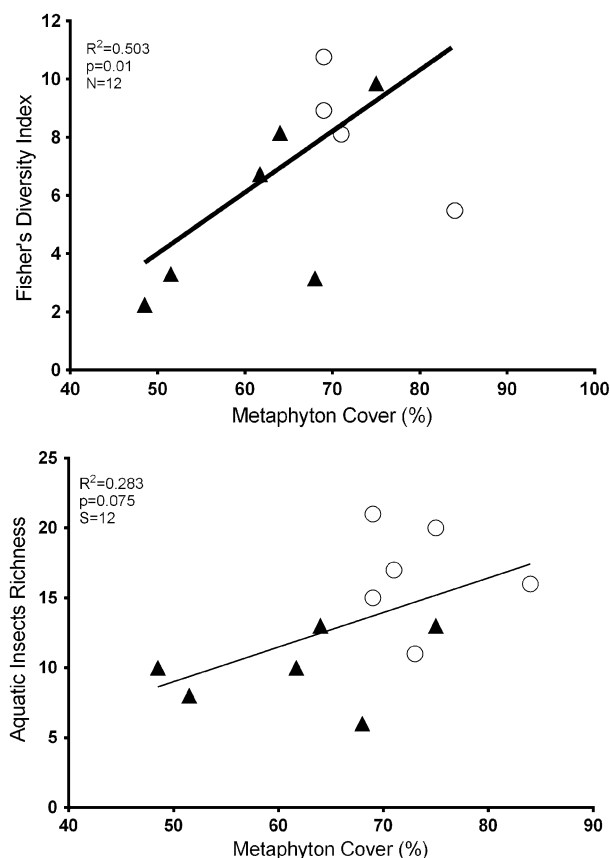 12
R²=0.503
p=0.01
N=12
10
8
6
4
2
0
Fisher's Diversity Index
40 50 60 70 80 90 100
Metaphyton Cover (%)
25
R²=0.283
p=0.075
S=12
20
15
10
5
0
Aquatic Insects Richness
40 50 60 70 80 90
Metaphyton Cover (%)